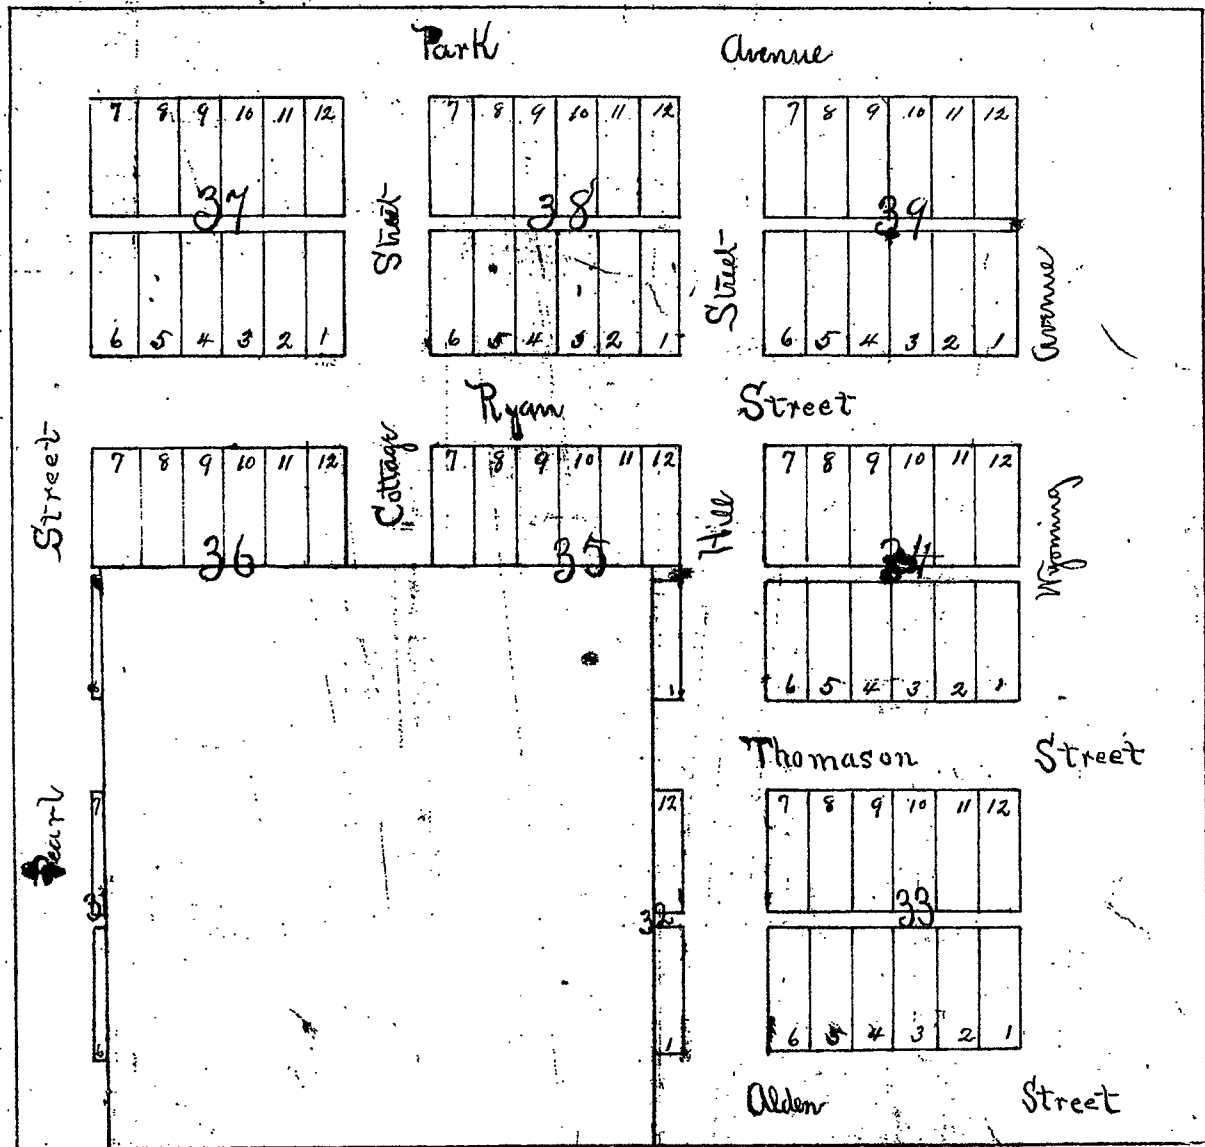 Park Avenue
7 8 9 10 11 12
7 8 9 10 11 12
7 8 9 10 11 12
37
38
39
Street
Street
Avenue
6 5 4 3 2 1
6 5 4 3 2 1
6 5 4 3 2 1
Ryan Street
Street
Cottage
Hill
Wyoming
7 8 9 10 11 12
7 8 9 10 11 12
7 8 9 10 11 12
36
35
34
6
1
6 5 4 3 2 1
Thomason Street
Pearl
7
12
7 8 9 10 11 12
32
33
6
1
6 5 4 3 2 1
Alden Street